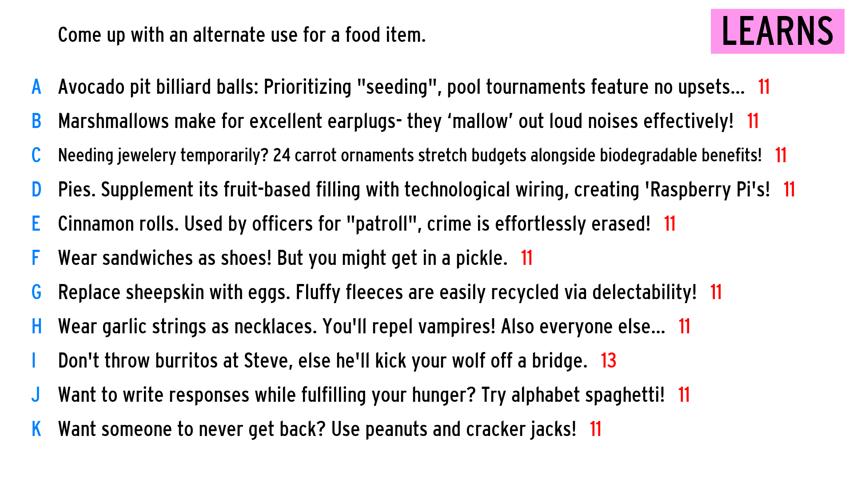 Come up with an alternate use for a food item.
LEARNS
A Avocado pit billiard balls: Prioritizing "seeding", pool tournaments feature no upsets... 11
B Marshmallows make for excellent earplugs- they ‘mallow’ out loud noises effectively! 11
C Needing jewelery temporarily? 24 carrot ornaments stretch budgets alongside biodegradable benefits! 11
D Pies. Supplement its fruit-based filling with technological wiring, creating 'Raspberry Pi's! 11
E Cinnamon rolls. Used by officers for "patroll", crime is effortlessly erased! 11
F Wear sandwiches as shoes! But you might get in a pickle. 11
G Replace sheepskin with eggs. Fluffy fleeces are easily recycled via delectability! 11
H Wear garlic strings as necklaces. You'll repel vampires! Also everyone else... 11
I Don't throw burritos at Steve, else he'll kick your wolf off a bridge. 13
J Want to write responses while fulfilling your hunger? Try alphabet spaghetti! 11
K Want someone to never get back? Use peanuts and cracker jacks! 11